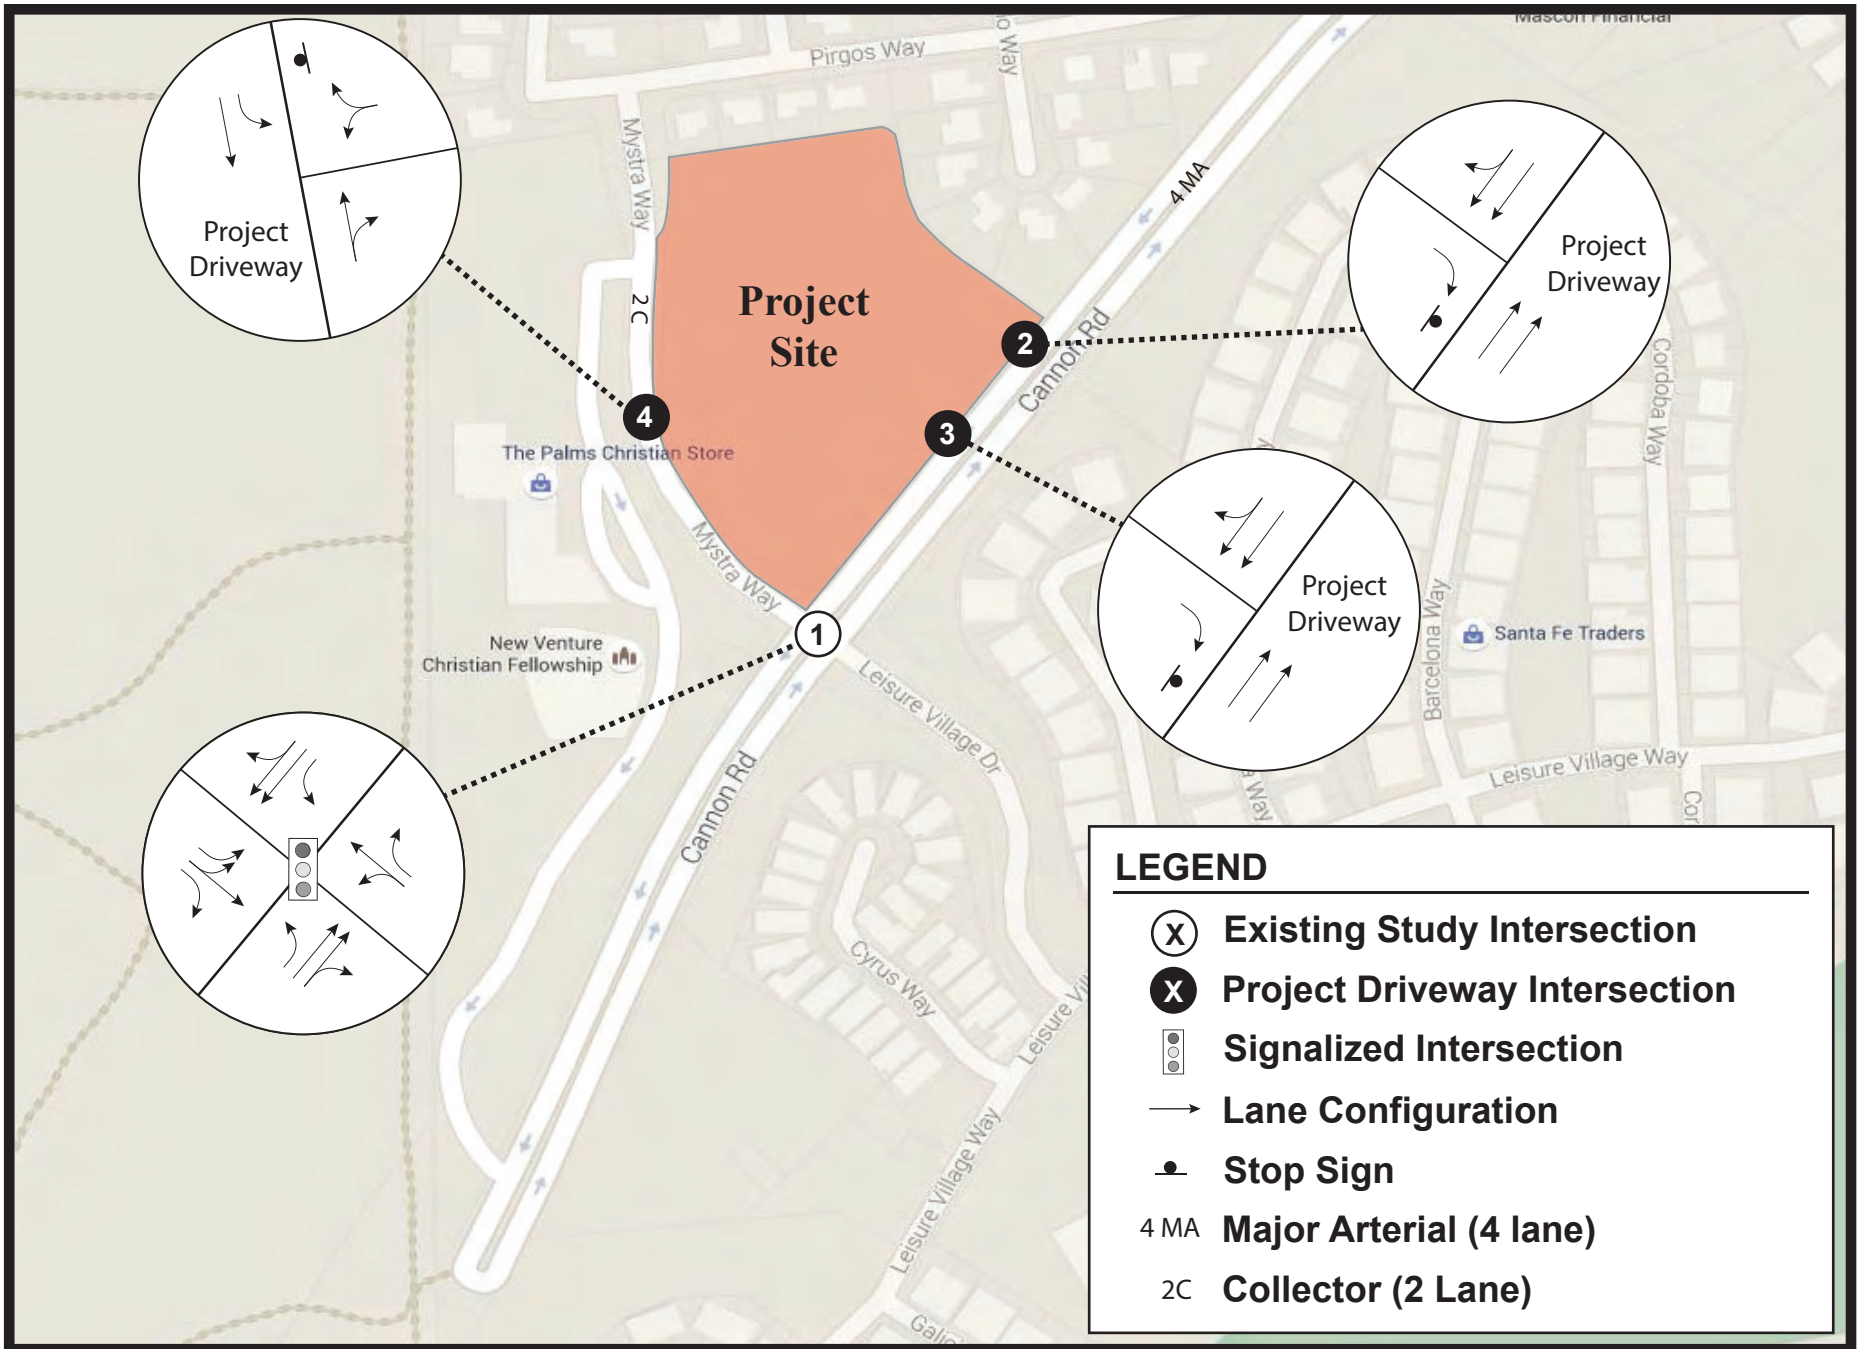 Mascon Financial
Pirgos Way
Way
Mystra Way
4 MA
Project
Driveway
Project
Driveway
2C
Project
Site
2
Cannon Rd
Cordoba Way
4
3
The Palms Christian Store
Mystra Way
Project
Driveway
Barcelona Way
1
Santa Fe Traders
New Venture
Christian Fellowship
Leisure Village Dr
Cannon Rd
Leisure Village Way
Way
Cyrus Way
Leisure
Leisure Village Way
LEGEND
X Existing Study Intersection
X Project Driveway Intersection
Signalized Intersection
Lane Configuration
Stop Sign
4 MA Major Arterial (4 lane)
2C Collector (2 Lane)